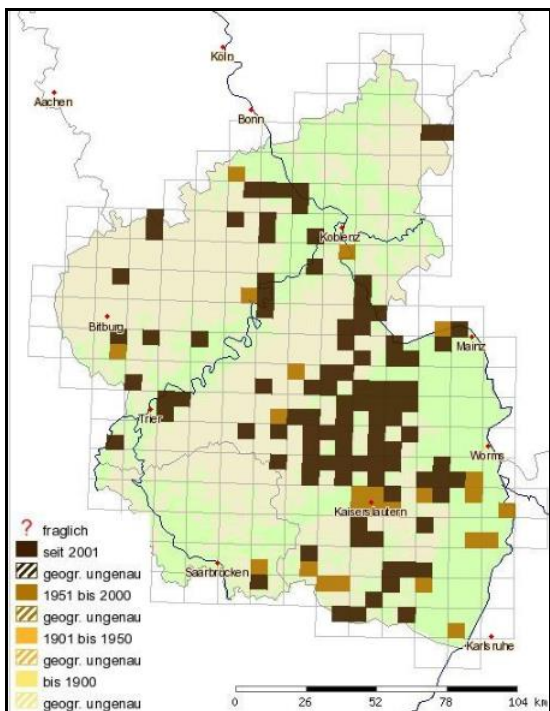 Köln
Aachen
Bonn
Koblenz
Bitburg
Mainz
Trier
Worms
Kaiserslautern
Saarbrücken
Karlsruhe
? fraglich
seit 2001
geogr. ungenau
1951 bis 2000
geogr. ungenau
1901 bis 1950
geogr. ungenau
bis 1900
geogr. ungenau
0 26 52 78 104 km